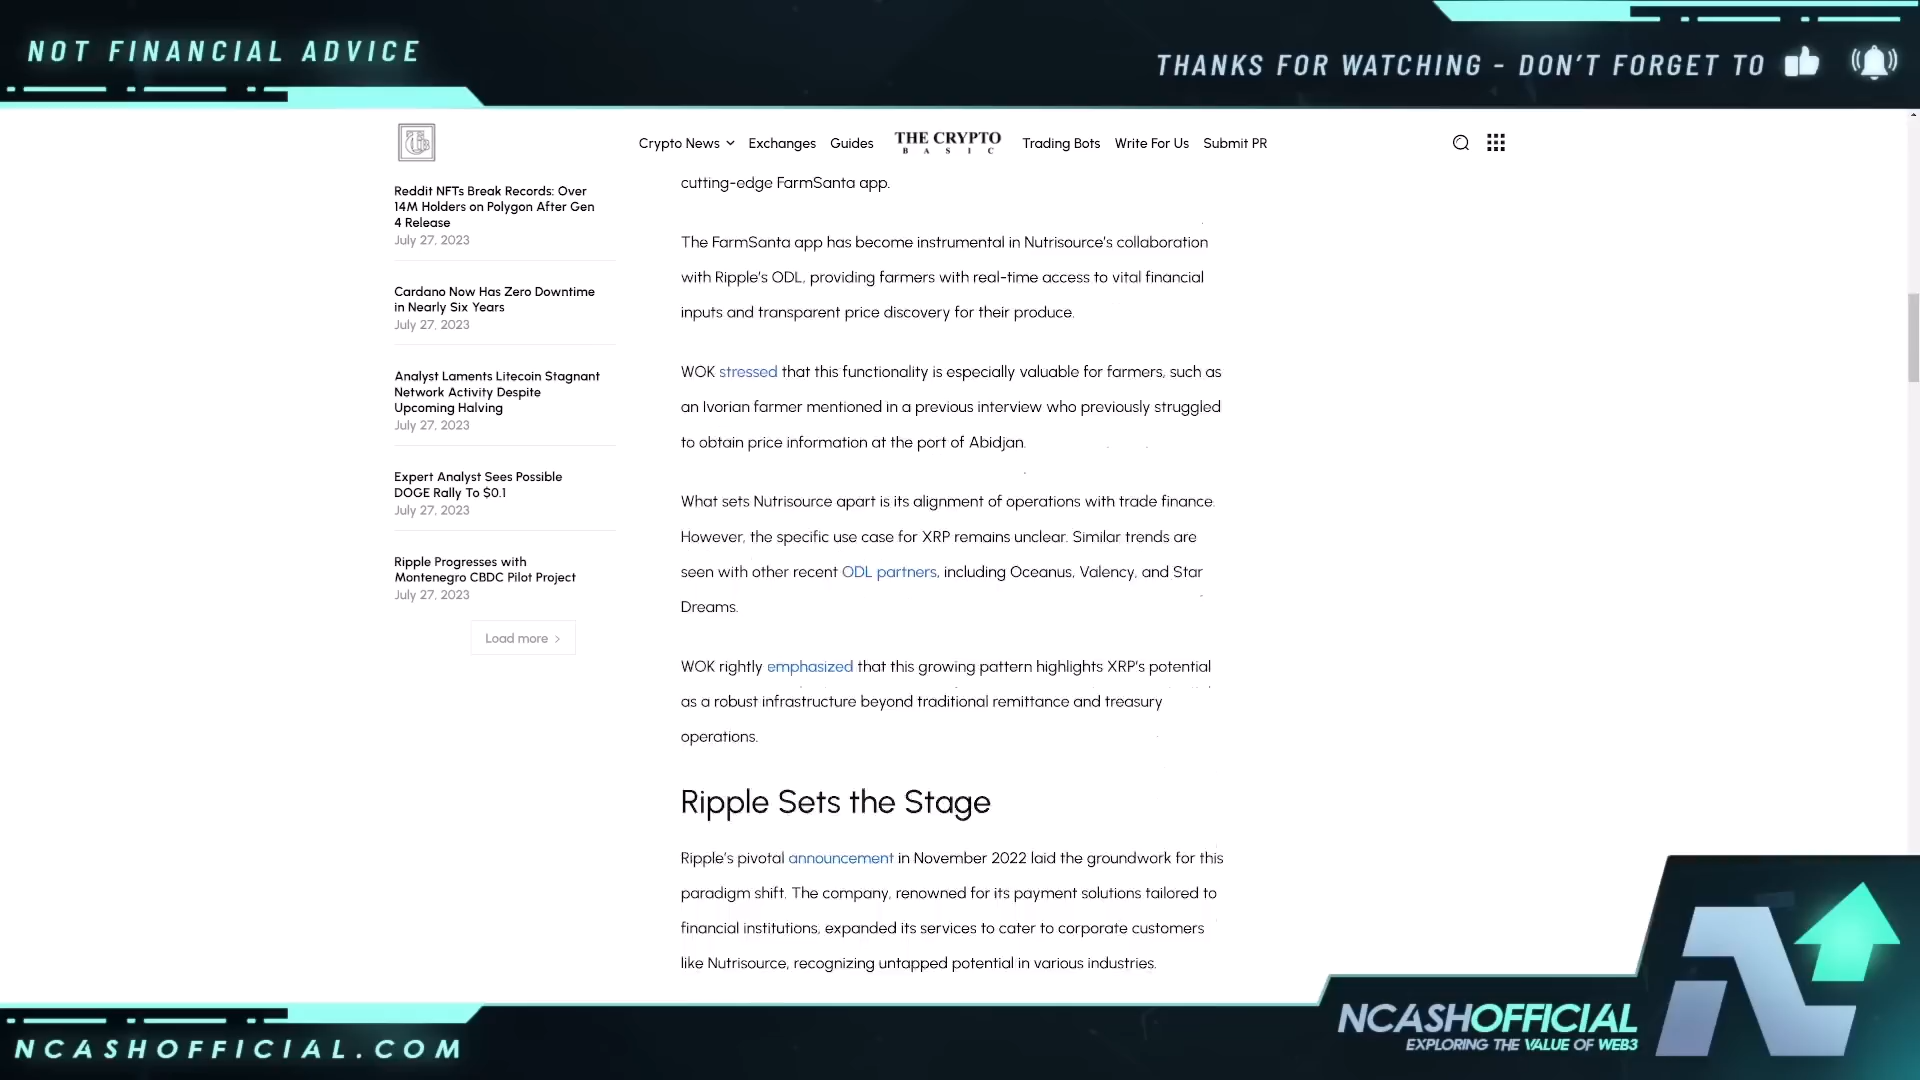 NOT FINANCIAL ADVICE
THANKS FOR WATCHING - DON'T FORGET TO
Crypto News
Exchanges
Guides
THE CRYPTO
BASIC
Trading Bots
Write For Us
Submit PR
Reddit NFTs Break Records: Over
14M Holders on Polygon After Gen
4 Release
July 27, 2023
Cardano Now Has Zero Downtime
in Nearly Six Years
July 27, 2023
Analyst Laments Litecoin Stagnant
Network Activity Despite
Upcoming Halving
July 27, 2023
Expert Analyst Sees Possible
DOGE Rally To $0.1
July 27, 2023
Ripple Progresses with
Montenegro CBDC Pilot Project
July 27, 2023
Load more
cutting-edge FarmSanta app.
The FarmSanta app has become instrumental in Nutrisource's collaboration
with Ripple's ODL, providing farmers with real-time access to vital financial
inputs and transparent price discovery for their produce.
WOK stressed that this functionality is especially valuable for farmers, such as
an Ivorian farmer mentioned in a previous interview who previously struggled
to obtain price information at the port of Abidjan.
What sets Nutrisource apart is its alignment of operations with trade finance.
However, the specific use case for XRP remains unclear. Similar trends are
seen with other recent ODL partners, including Oceanus, Valency, and Star
Dreams.
WOK rightly emphasized that this growing pattern highlights XRP's potential
as a robust infrastructure beyond traditional remittance and treasury
operations.
Ripple Sets the Stage
Ripple's pivotal announcement in November 2022 laid the groundwork for this
paradigm shift. The company, renowned for its payment solutions tailored to
financial institutions, expanded its services to cater to corporate customers
like Nutrisource, recognizing untapped potential in various industries.
NCASHOFFICIAL.COM
NCASHOFFICIAL
EXPLORING THE VALUE OF WEB3